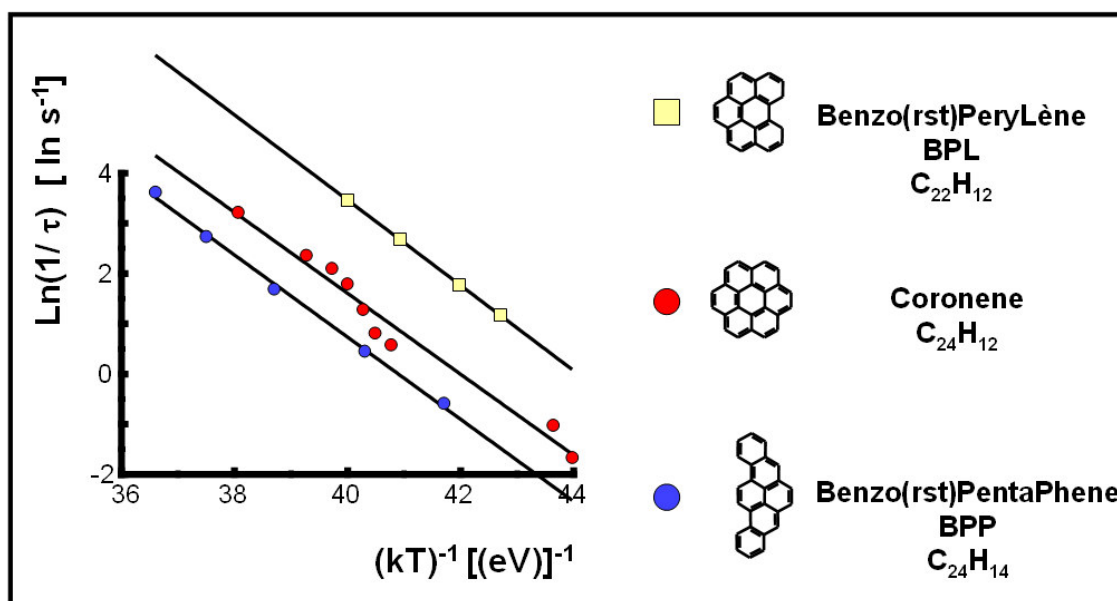 Ln(1/ τ) [ ln s⁻¹]
4
2
0
-2
36
38
40
42
44
(kT)⁻¹ [(eV)]⁻¹
Benzo(rst)PeryLène
BPL
C₂₂H₁₂
Coronene
C₂₄H₁₂
Benzo(rst)PentaPhene
BPP
C₂₄H₁₄